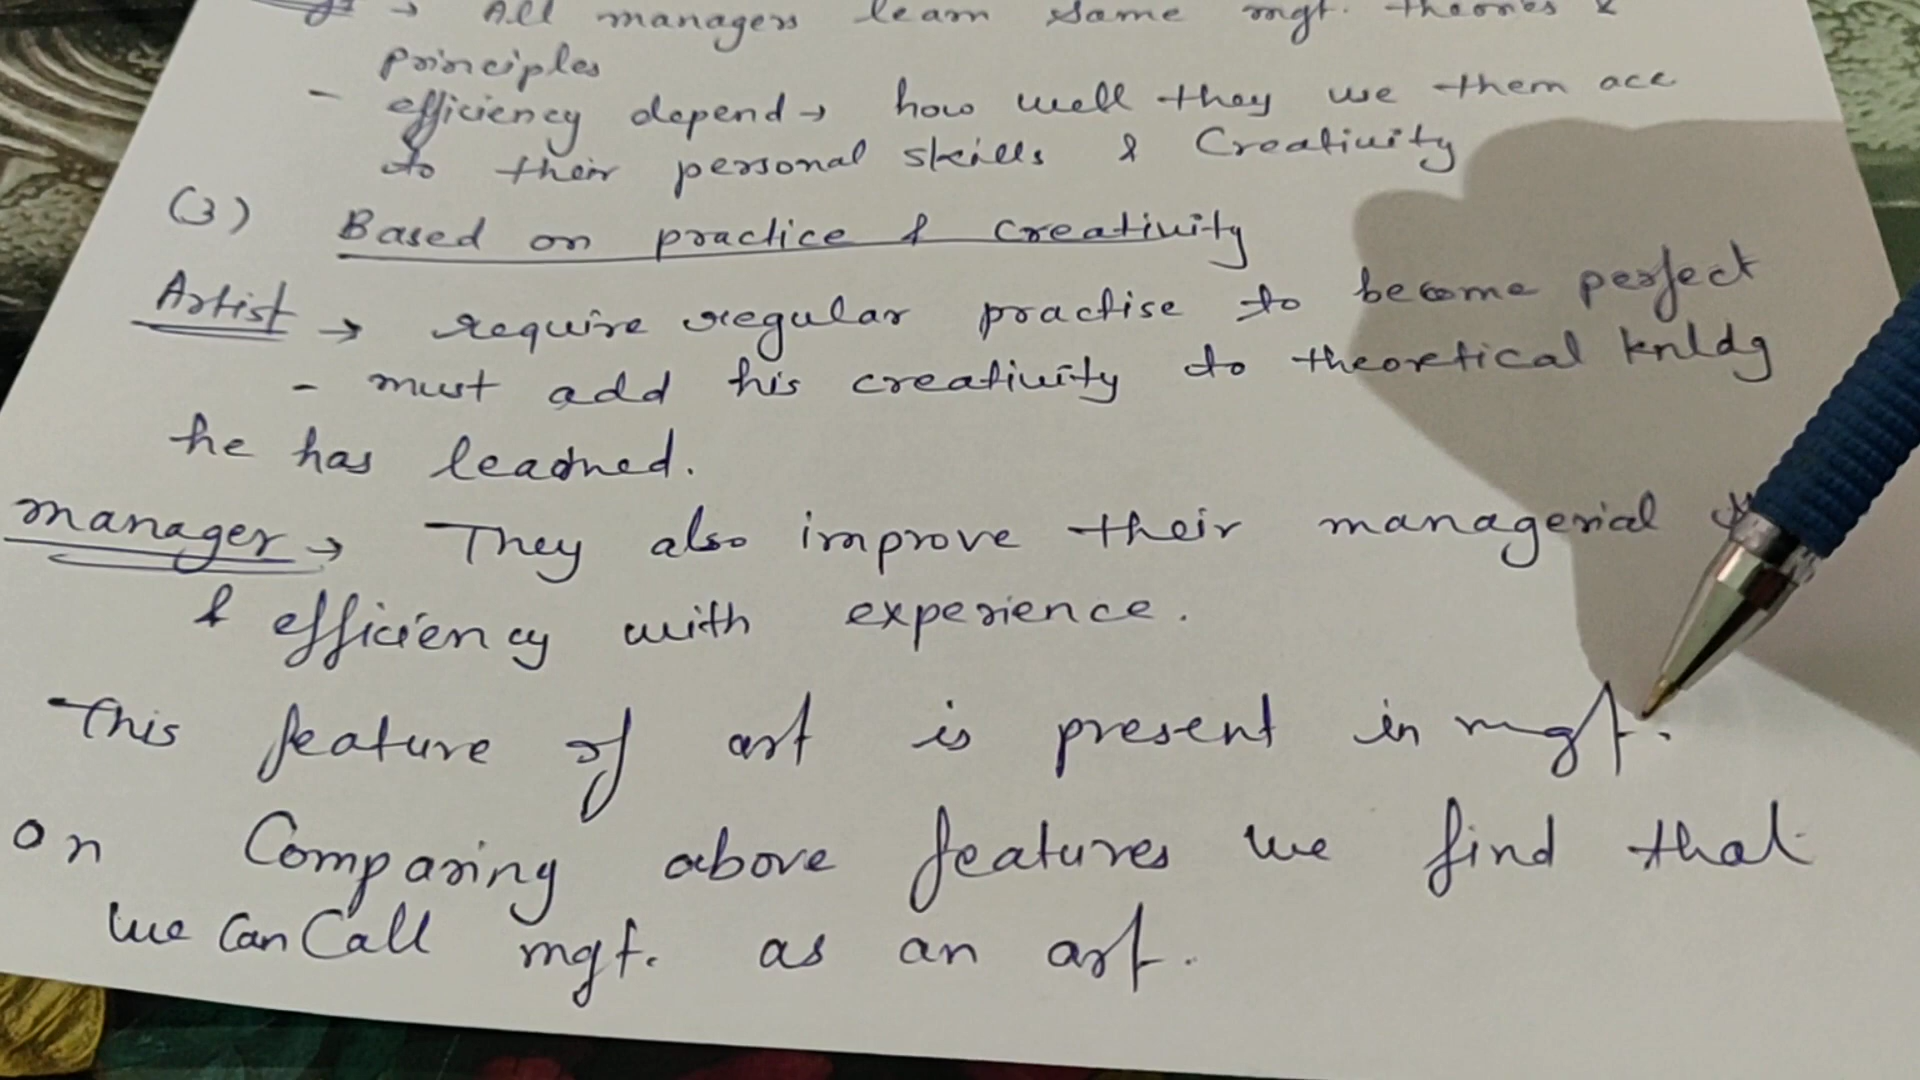 → All managers learn same mgt. theories &
principles
- efficiency depend → how well they use them acc
to their personal skills & Creativity
(3) Based on practice & creativity
Artist → require regular practise to become perfect
- must add his creativity to theoretical knldg
he has learned.
manager → They also improve their managerial
& efficiency with experience.
This feature of art is present in mgt.
on Comparing above features we find that
we can Call mgt. as an art.